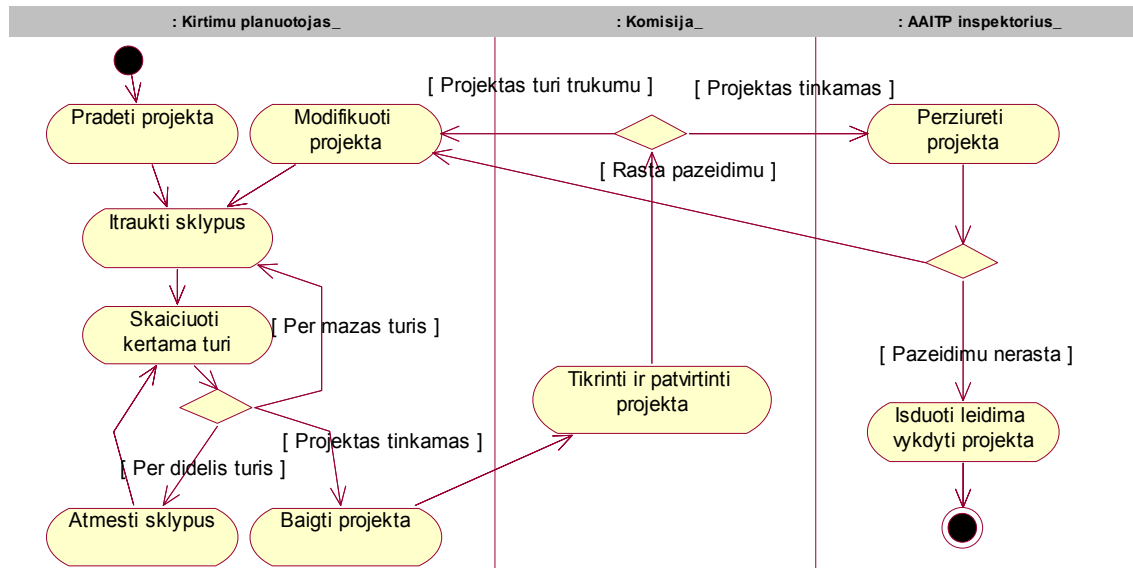 : Kirtimu planuotojas_
: Komisija_
: AAITP inspektorius_
[ Projektas turi trukumu ]
[ Projektas tinkamas ]
Pradeti projekta
Modifikuoti
projekta
Perziureti
projekta
[ Rasta pazeidimu ]
Itraukti sklypus
Skaiciuoti
kertama turi
[ Per mazas turis ]
[ Pazeidimu nerasta ]
Tikrinti ir patvirtinti
projekta
Isduoti leidima
vykdyti projekta
[ Projektas tinkamas ]
[ Per didelis turis ]
Atmesti sklypus
Baigti projekta